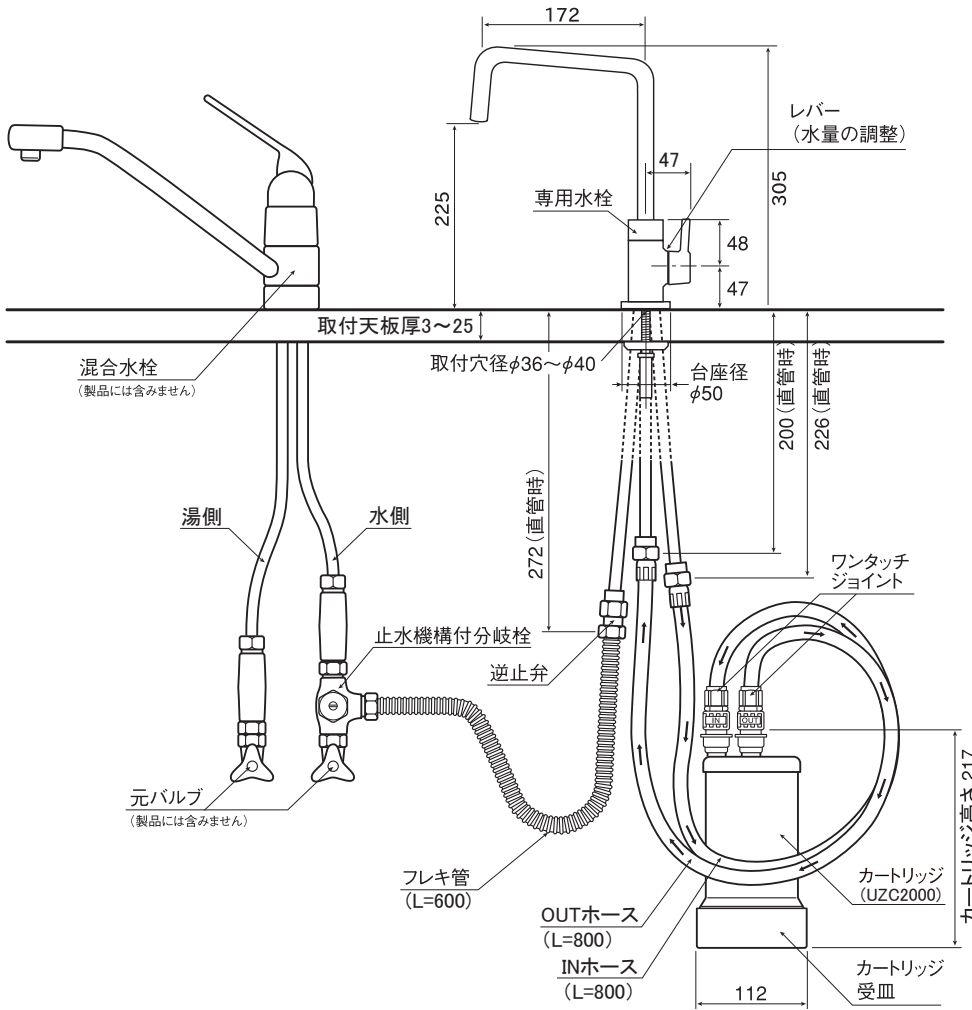 172
レバー
(水量の調整)
47
305
225
専用水栓
48
47
取付天板厚3〜25
取付穴径φ36〜φ40
台座径
φ50
200(直管時)
226(直管時)
混合水栓
(製品には含みません)
湯側
水側
272(直管時)
ワンタッチ
ジョイント
止水機構付分岐栓
逆止弁
IN
OUT
元バルブ
(製品には含みません)
カートリッジ高さ217
フレキ管
(L=600)
カートリッジ
(UZC2000)
OUTホース
(L=800)
INホース
(L=800)
カートリッジ
受皿
112